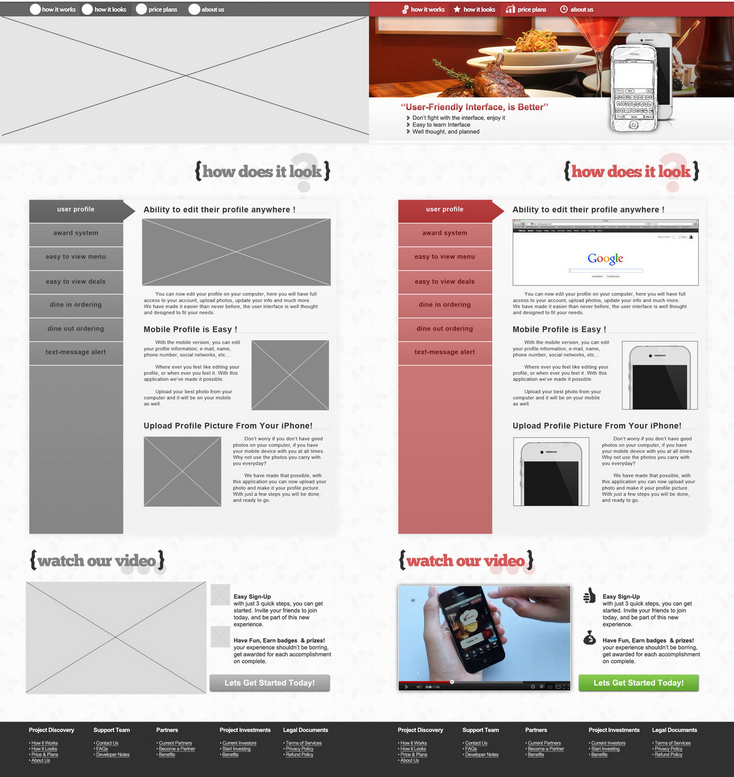 how it works
how it looks
price plans
about us
{how does it look}
?
user profile
award system
easy to view menu
easy to view deals
dine in ordering
dine out ordering
text-message alert
Ability to edit their profile anywhere !
You can now edit your profile on your computer, here you will have full
access to your account, upload photos, update your info and much more.
We have made it easier than never before, the user interface is well thought
and designed to fit your needs.
Mobile Profile is Easy !
With the mobile version, you can edit
your profile information; e-mail, name,
phone number, social networks, etc...
Where ever you feel like editing your
profile, or when ever you feel it. With this
application we've made it possible.
Upload your best photo from your
computer and it will be on your mobile
as well.
Upload Profile Picture From Your iPhone!
Don't worry if you don't have good
photos on your computer, if you have
your mobile device with you at all times.
Why not use the photos you carry with
you everyday?
We have made that possible, with
this application you can now upload your
photo and make it your profile picture.
With just a few steps you will be done,
and ready to go.
{watch our video}
Easy Sign-Up
with just 3 quick steps, you can get
started. Invite your friends to join
today, and be part of this new
experience.
Have Fun, Earn badges & prizes!
your experience shouldn't be borring,
get awarded for each accomplishment
on complete.
Lets Get Started Today!
Project Discovery
• How it Works
• How it Looks
• Price & Plans
• About Us
Support Team
• Contact Us
• FAQs
• Developer Notes
Partners
• Current Partners
• Become a Partner
• Benefits
Project Investments
• Current Investors
• Start Investing
• Benefits
Legal Documents
• Terms of Services
• Privacy Policy
• Refund Policy
how it works
how it looks
price plans
about us
"User-Friendly Interface, is Better"
Don't fight with the interface, enjoy it
Easy to learn Interface
Well thought, and planned
{how does it look}
?
user profile
award system
easy to view menu
easy to view deals
dine in ordering
dine out ordering
text-message alert
Ability to edit their profile anywhere !
Google
You can now edit your profile on your computer, here you will have full
access to your account, upload photos, update your info and much more.
We have made it easier than never before, the user interface is well thought
and designed to fit your needs.
Mobile Profile is Easy !
With the mobile version, you can edit
your profile information; e-mail, name,
phone number, social networks, etc...
Where ever you feel like editing your
profile, or when ever you feel it. With this
application we've made it possible.
Upload your best photo from your
computer and it will be on your mobile
as well.
Upload Profile Picture From Your iPhone!
Don't worry if you don't have good
photos on your computer, if you have
your mobile device with you at all times.
Why not use the photos you carry with
you everyday?
We have made that possible, with
this application you can now upload your
photo and make it your profile picture.
With just a few steps you will be done,
and ready to go.
{watch our video}
Easy Sign-Up
with just 3 quick steps, you can get
started. Invite your friends to join
today, and be part of this new
experience.
Have Fun, Earn badges & prizes!
your experience shouldn't be borring,
get awarded for each accomplishment
on complete.
Lets Get Started Today!
Project Discovery
• How it Works
• How it Looks
• Price & Plans
• About Us
Support Team
• Contact Us
• FAQs
• Developer Notes
Partners
• Current Partners
• Become a Partner
• Benefits
Project Investments
• Current Investors
• Start Investing
• Benefits
Legal Documents
• Terms of Services
• Privacy Policy
• Refund Policy